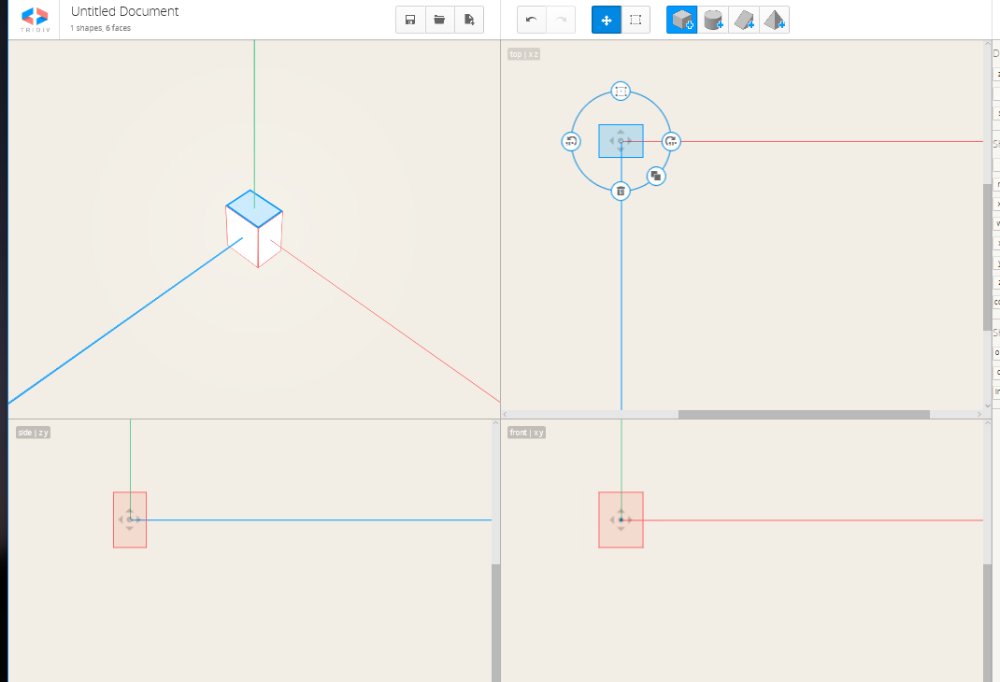 TRIDIV
Untitled Document
1 shapes, 6 faces
top | x z
side | z y
front | x y